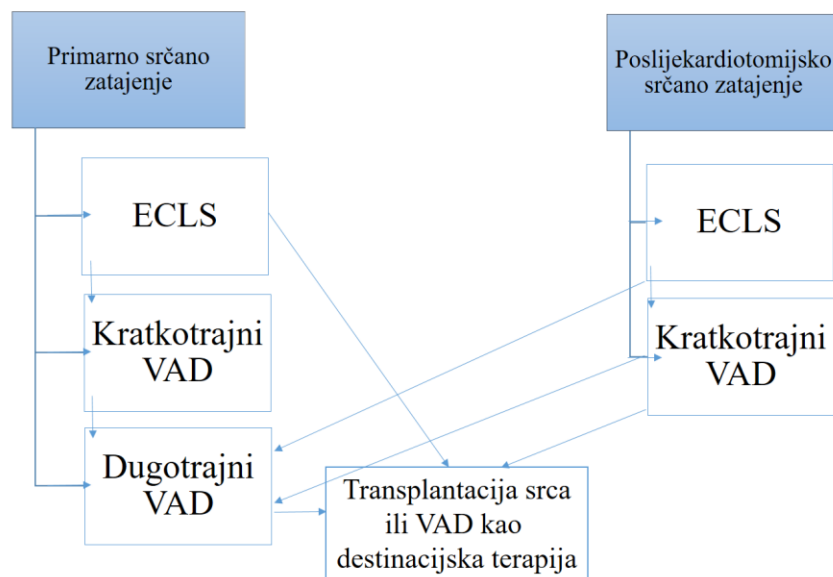 Primarno srčano
zatajenje
ECLS
Kratkotrajni
VAD
Dugotrajni
VAD
Poslijekardiotomijsko
srčano zatajenje
ECLS
Kratkotrajni
VAD
Transplantacija srca
ili VAD kao
destinacijska terapija